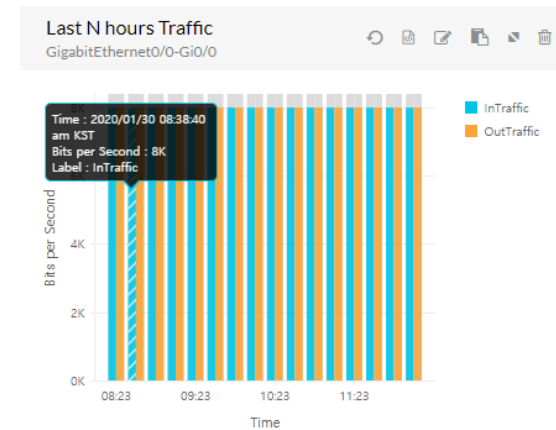 Last N hours Traffic
GigabitEthernet0/0-Gi0/0
InTraffic
OutTraffic
Time : 2020/01/30 08:38:40
am KST
Bits per Second : 8K
Label : InTraffic
Bits per Second
4K
2K
0K
08:23 09:23 10:23 11:23
Time